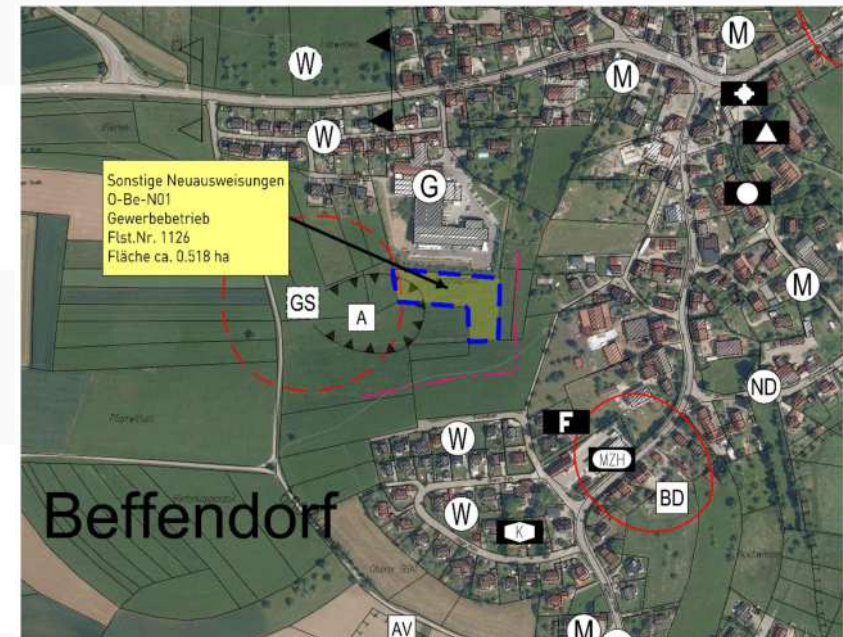 W
M
M
W
Sonstige Neuausweisungen
O-Be-N01
Gewerbebetrieb
Flst.Nr. 1126
Fläche ca. 0.518 ha
G
GS
A
M
ND
F
W
MZH
BD
W
K
Beffendorf
AV
M